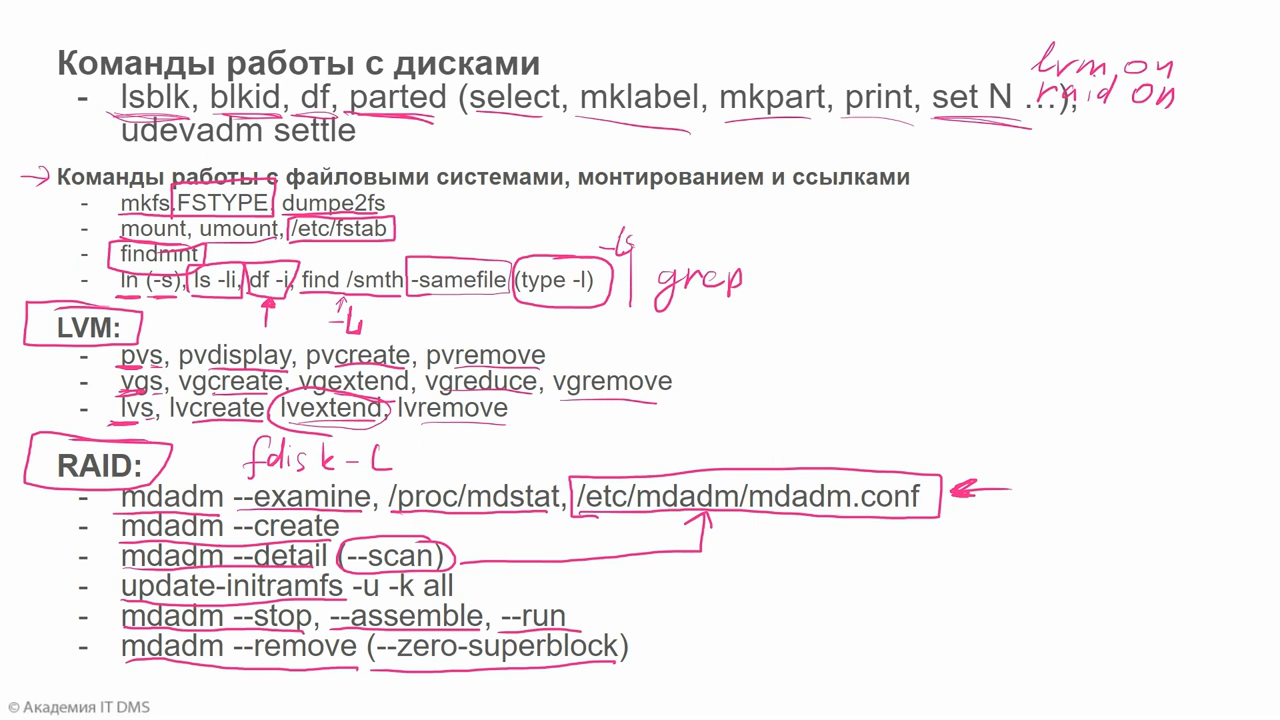 Команды работы с дисками
lvm on
- lsblk, blkid, df, parted (select, mklabel, mkpart, print, set N ...),
raid on
udevadm settle
Команды работы с файловыми системами, монтированием и ссылками
- mkfs.FSTYPE, dumpe2fs
- mount, umount, /etc/fstab
- findmnt
-ls
- ln (-s), ls -li, df -i, find /smth -samefile (type -l) | grep
-L
LVM:
- pvs, pvdisplay, pvcreate, pvremove
- vgs, vgcreate, vgextend, vgreduce, vgremove
- lvs, lvcreate, lvextend, lvremove
fdisk -L
RAID:
- mdadm --examine, /proc/mdstat, /etc/mdadm/mdadm.conf
- mdadm --create
- mdadm --detail (--scan)
- update-initramfs -u -k all
- mdadm --stop, --assemble, --run
- mdadm --remove (--zero-superblock)
© Академия IT DMS